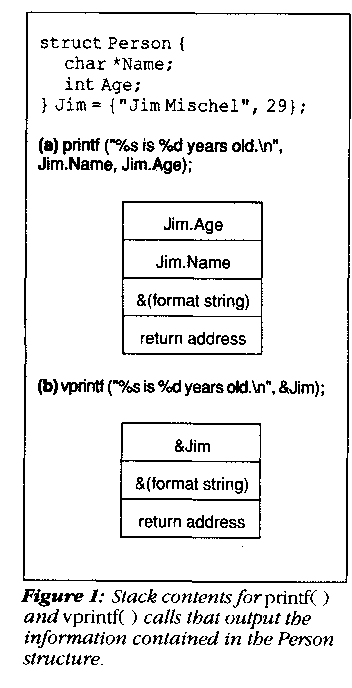 struct Person {
char *Name;
int Age;
} Jim = {"Jim Mischel", 29};
(a) printf ("%s is %d years old.\n",
Jim.Name, Jim.Age);
Jim.Age
Jim.Name
&(format string)
return address
(b) vprintf ("%s is %d years old.\n", &Jim);
&Jim
&(format string)
return address
Figure 1: Stack contents for printf( )
and vprintf( ) calls that output the
information contained in the Person
structure.